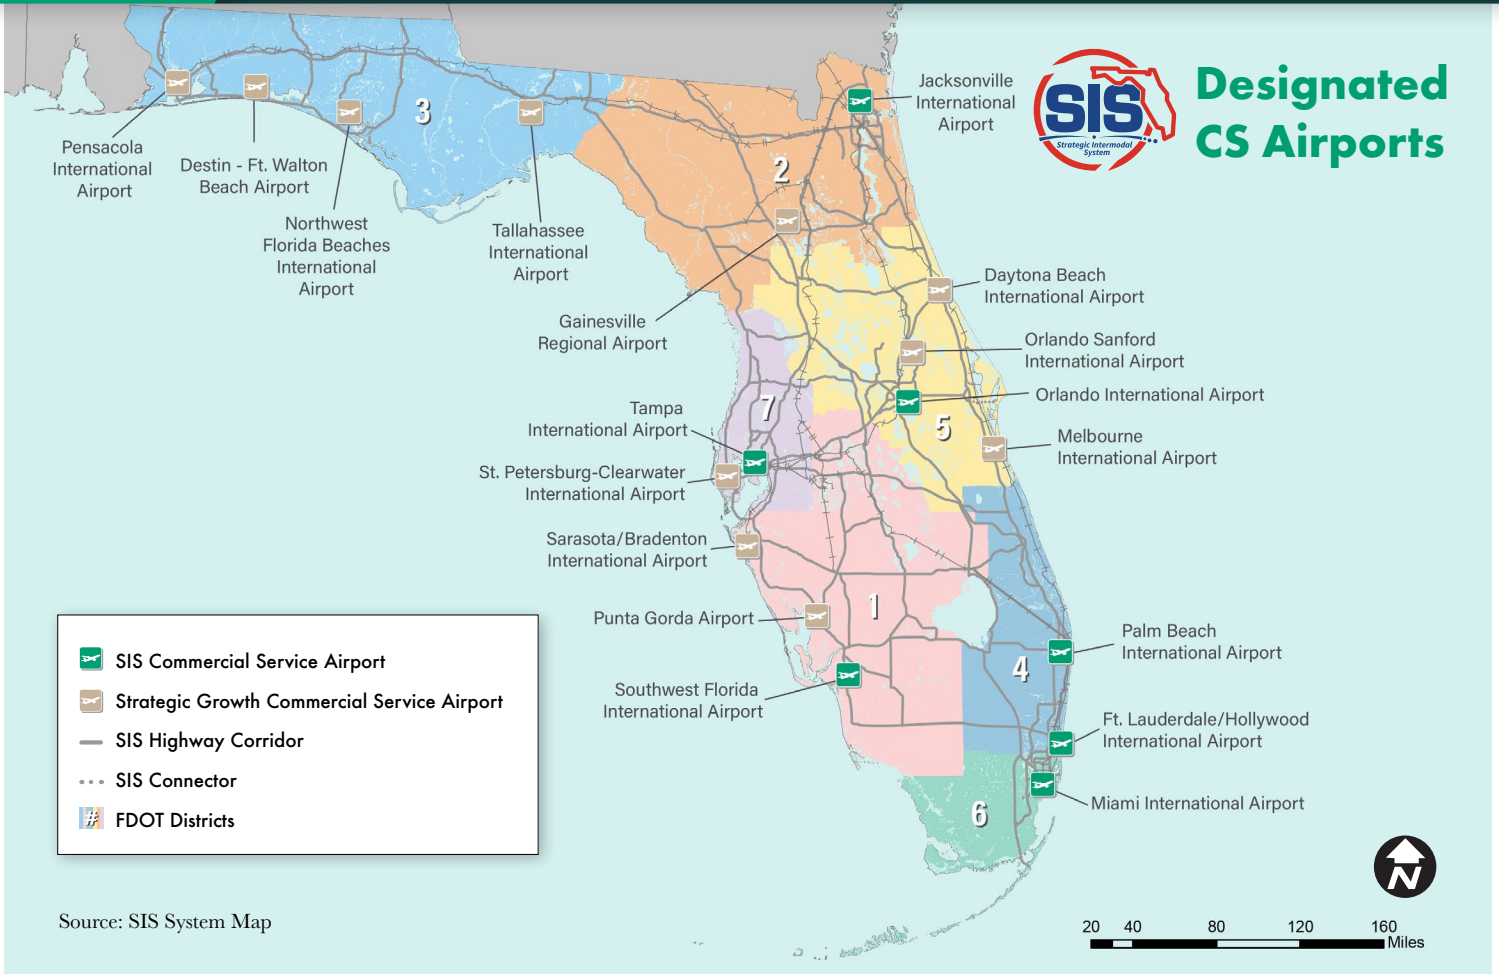 Designated
CS Airports
SIS
Strategic Intermodal
System
Jacksonville
International
Airport
Pensacola
International
Airport
Destin - Ft. Walton
Beach Airport
Northwest
Florida Beaches
International
Airport
Tallahassee
International
Airport
Gainesville
Regional Airport
Daytona Beach
International Airport
Orlando Sanford
International Airport
Orlando International Airport
Melbourne
International Airport
Tampa
International Airport
St. Petersburg-Clearwater
International Airport
Sarasota/Bradenton
International Airport
Punta Gorda Airport
Southwest Florida
International Airport
Palm Beach
International Airport
Ft. Lauderdale/Hollywood
International Airport
Miami International Airport
3
2
7
5
1
4
6
SIS Commercial Service Airport
Strategic Growth Commercial Service Airport
SIS Highway Corridor
SIS Connector
# FDOT Districts
Source: SIS System Map
N
20 40 80 120 160
Miles